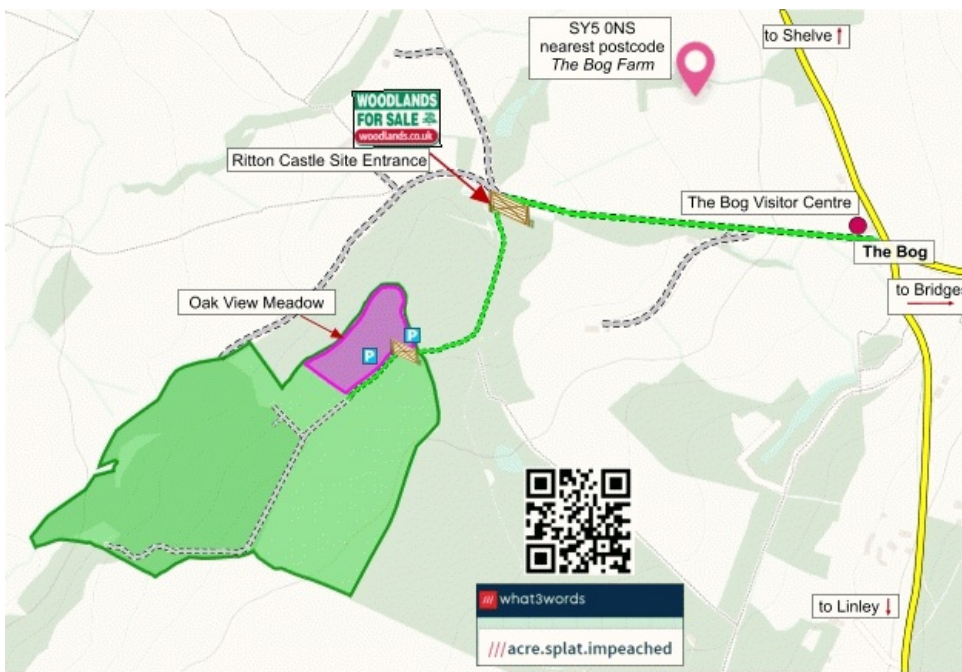 SY5 0NS
nearest postcode
The Bog Farm
to Shelve
WOODLANDS
FOR SALE
woodlands.co.uk
Ritton Castle Site Entrance
The Bog Visitor Centre
The Bog
to Bridges
Oak View Meadow
P
P
what3words
///acre.splat.impeached
to Linley